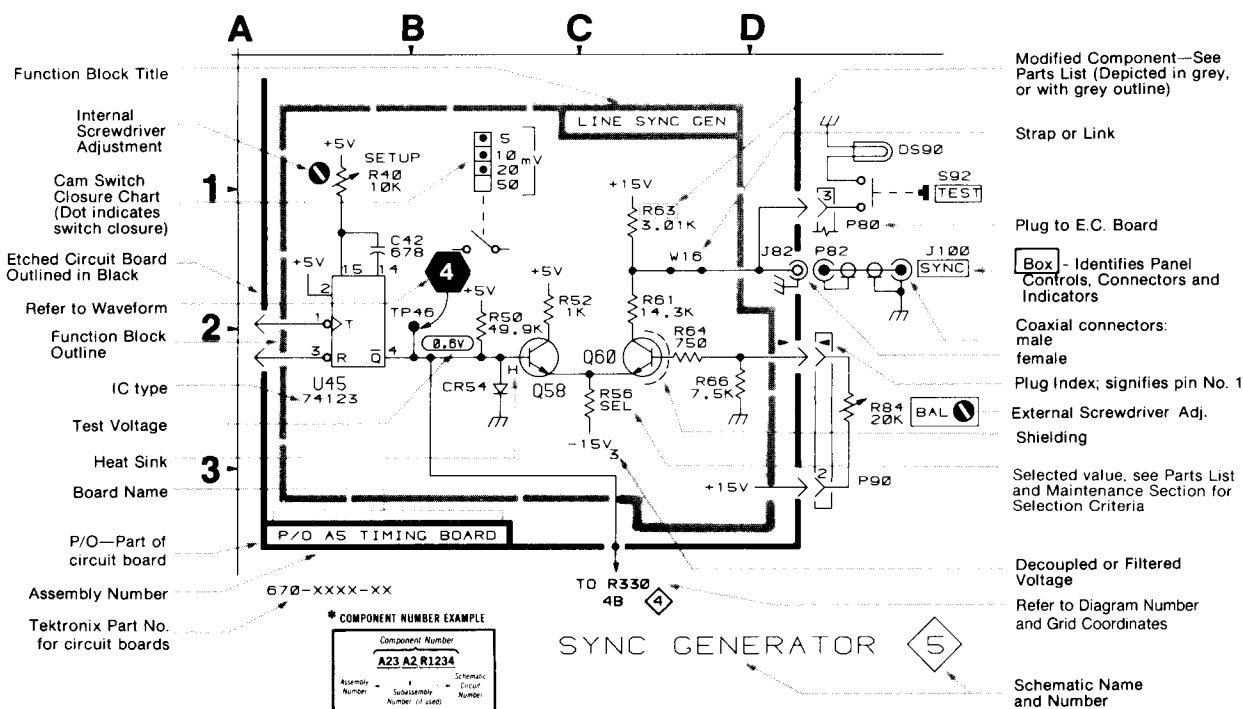 A B C D
1
2
3
Function Block Title
Internal
Screwdriver
Adjustment
Cam Switch
Closure Chart
(Dot indicates
switch closure)
Etched Circuit Board
Outlined in Black
Refer to Waveform
Function Block
Outline
IC type
Test Voltage
Heat Sink
Board Name
P/O—Part of
circuit board
Assembly Number
Tektronix Part No.
for circuit boards
LINE SYNC GEN
+5V
SETUP
R40
10K
5
10
20
50
mV
C42
678
+5V
15
14
2
1
T
3
R
Q̅
4
U45
74123
4
TP46
0.6V
+5V
R50
49.9K
+5V
R52
1K
CR54
H
Q58
Q60
R56
SEL
-15V
3
+15V
R63
3.01K
W16
R61
14.3K
R64
750
R66
7.5K
+15V
DS90
S92
TEST
3
P80
J82
P82
J100
SYNC
1
R84
20K
BAL
2
P90
P/O A5 TIMING BOARD
670-XXXX-XX
TO R330
4B
4
SYNC GENERATOR
5
* COMPONENT NUMBER EXAMPLE
Component Number
A23 A2 R1234
Assembly
Number
Subassembly
Number (if used)
Schematic
Circuit
Number
Modified Component—See
Parts List (Depicted in grey,
or with grey outline)
Strap or Link
Plug to E.C. Board
Box - Identifies Panel
Controls, Connectors and
Indicators
Coaxial connectors:
male
female
Plug Index; signifies pin No. 1
External Screwdriver Adj.
Shielding
Selected value, see Parts List
and Maintenance Section for
Selection Criteria
Decoupled or Filtered
Voltage
Refer to Diagram Number
and Grid Coordinates
Schematic Name
and Number